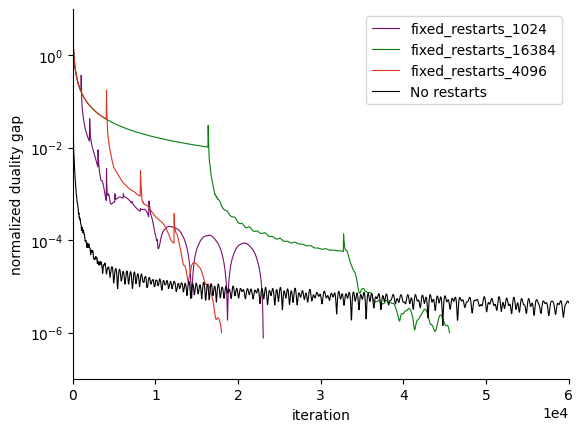 fixed_restarts_1024
fixed_restarts_16384
fixed_restarts_4096
No restarts
normalized duality gap
10^0
10^−2
10^−4
10^−6
0 1 2 3 4 5 6
1e4
iteration